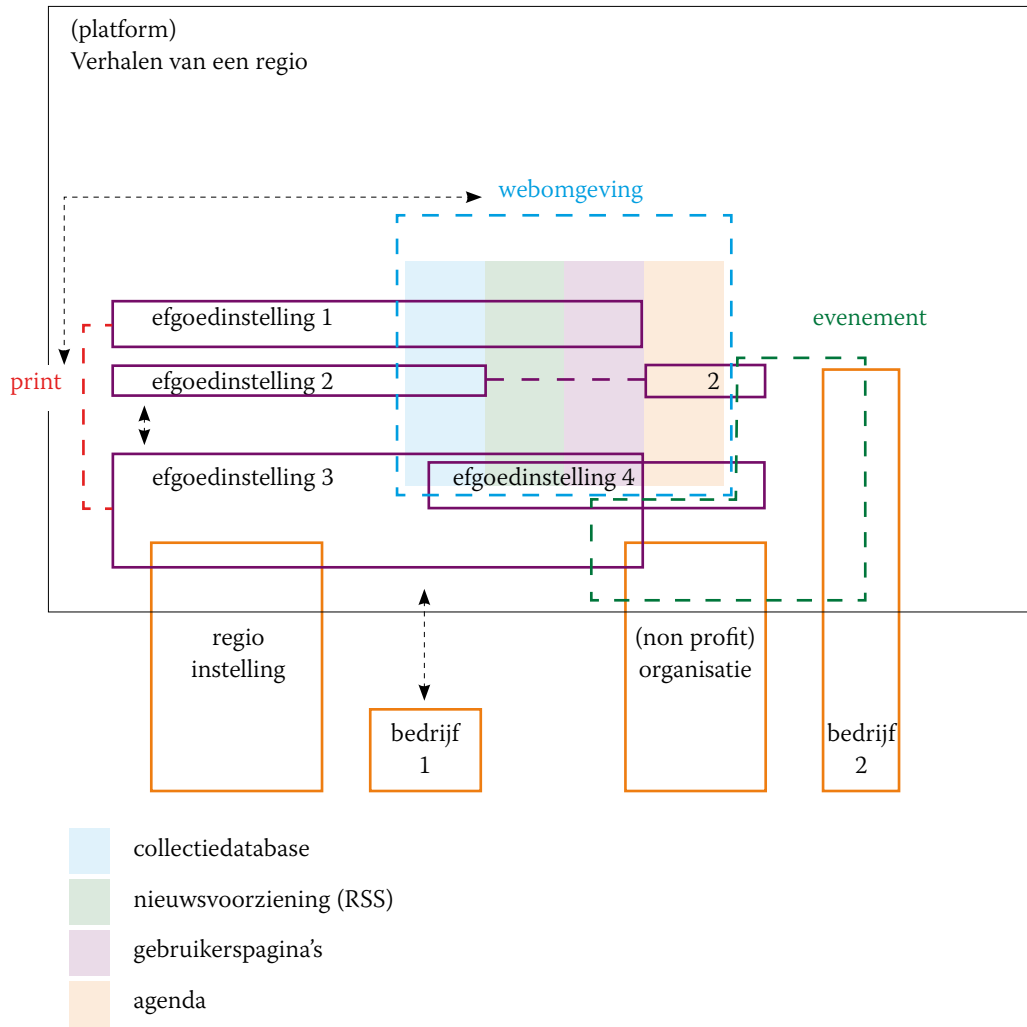 (platform)
Verhalen van een regio
webomgeving
efgoedinstelling 1
evenement
print
efgoedinstelling 2
2
efgoedinstelling 3
efgoedinstelling 4
regio
instelling
(non profit)
organisatie
bedrijf
1
bedrijf
2
collectiedatabase
nieuwsvoorziening (RSS)
gebruikerspagina's
agenda